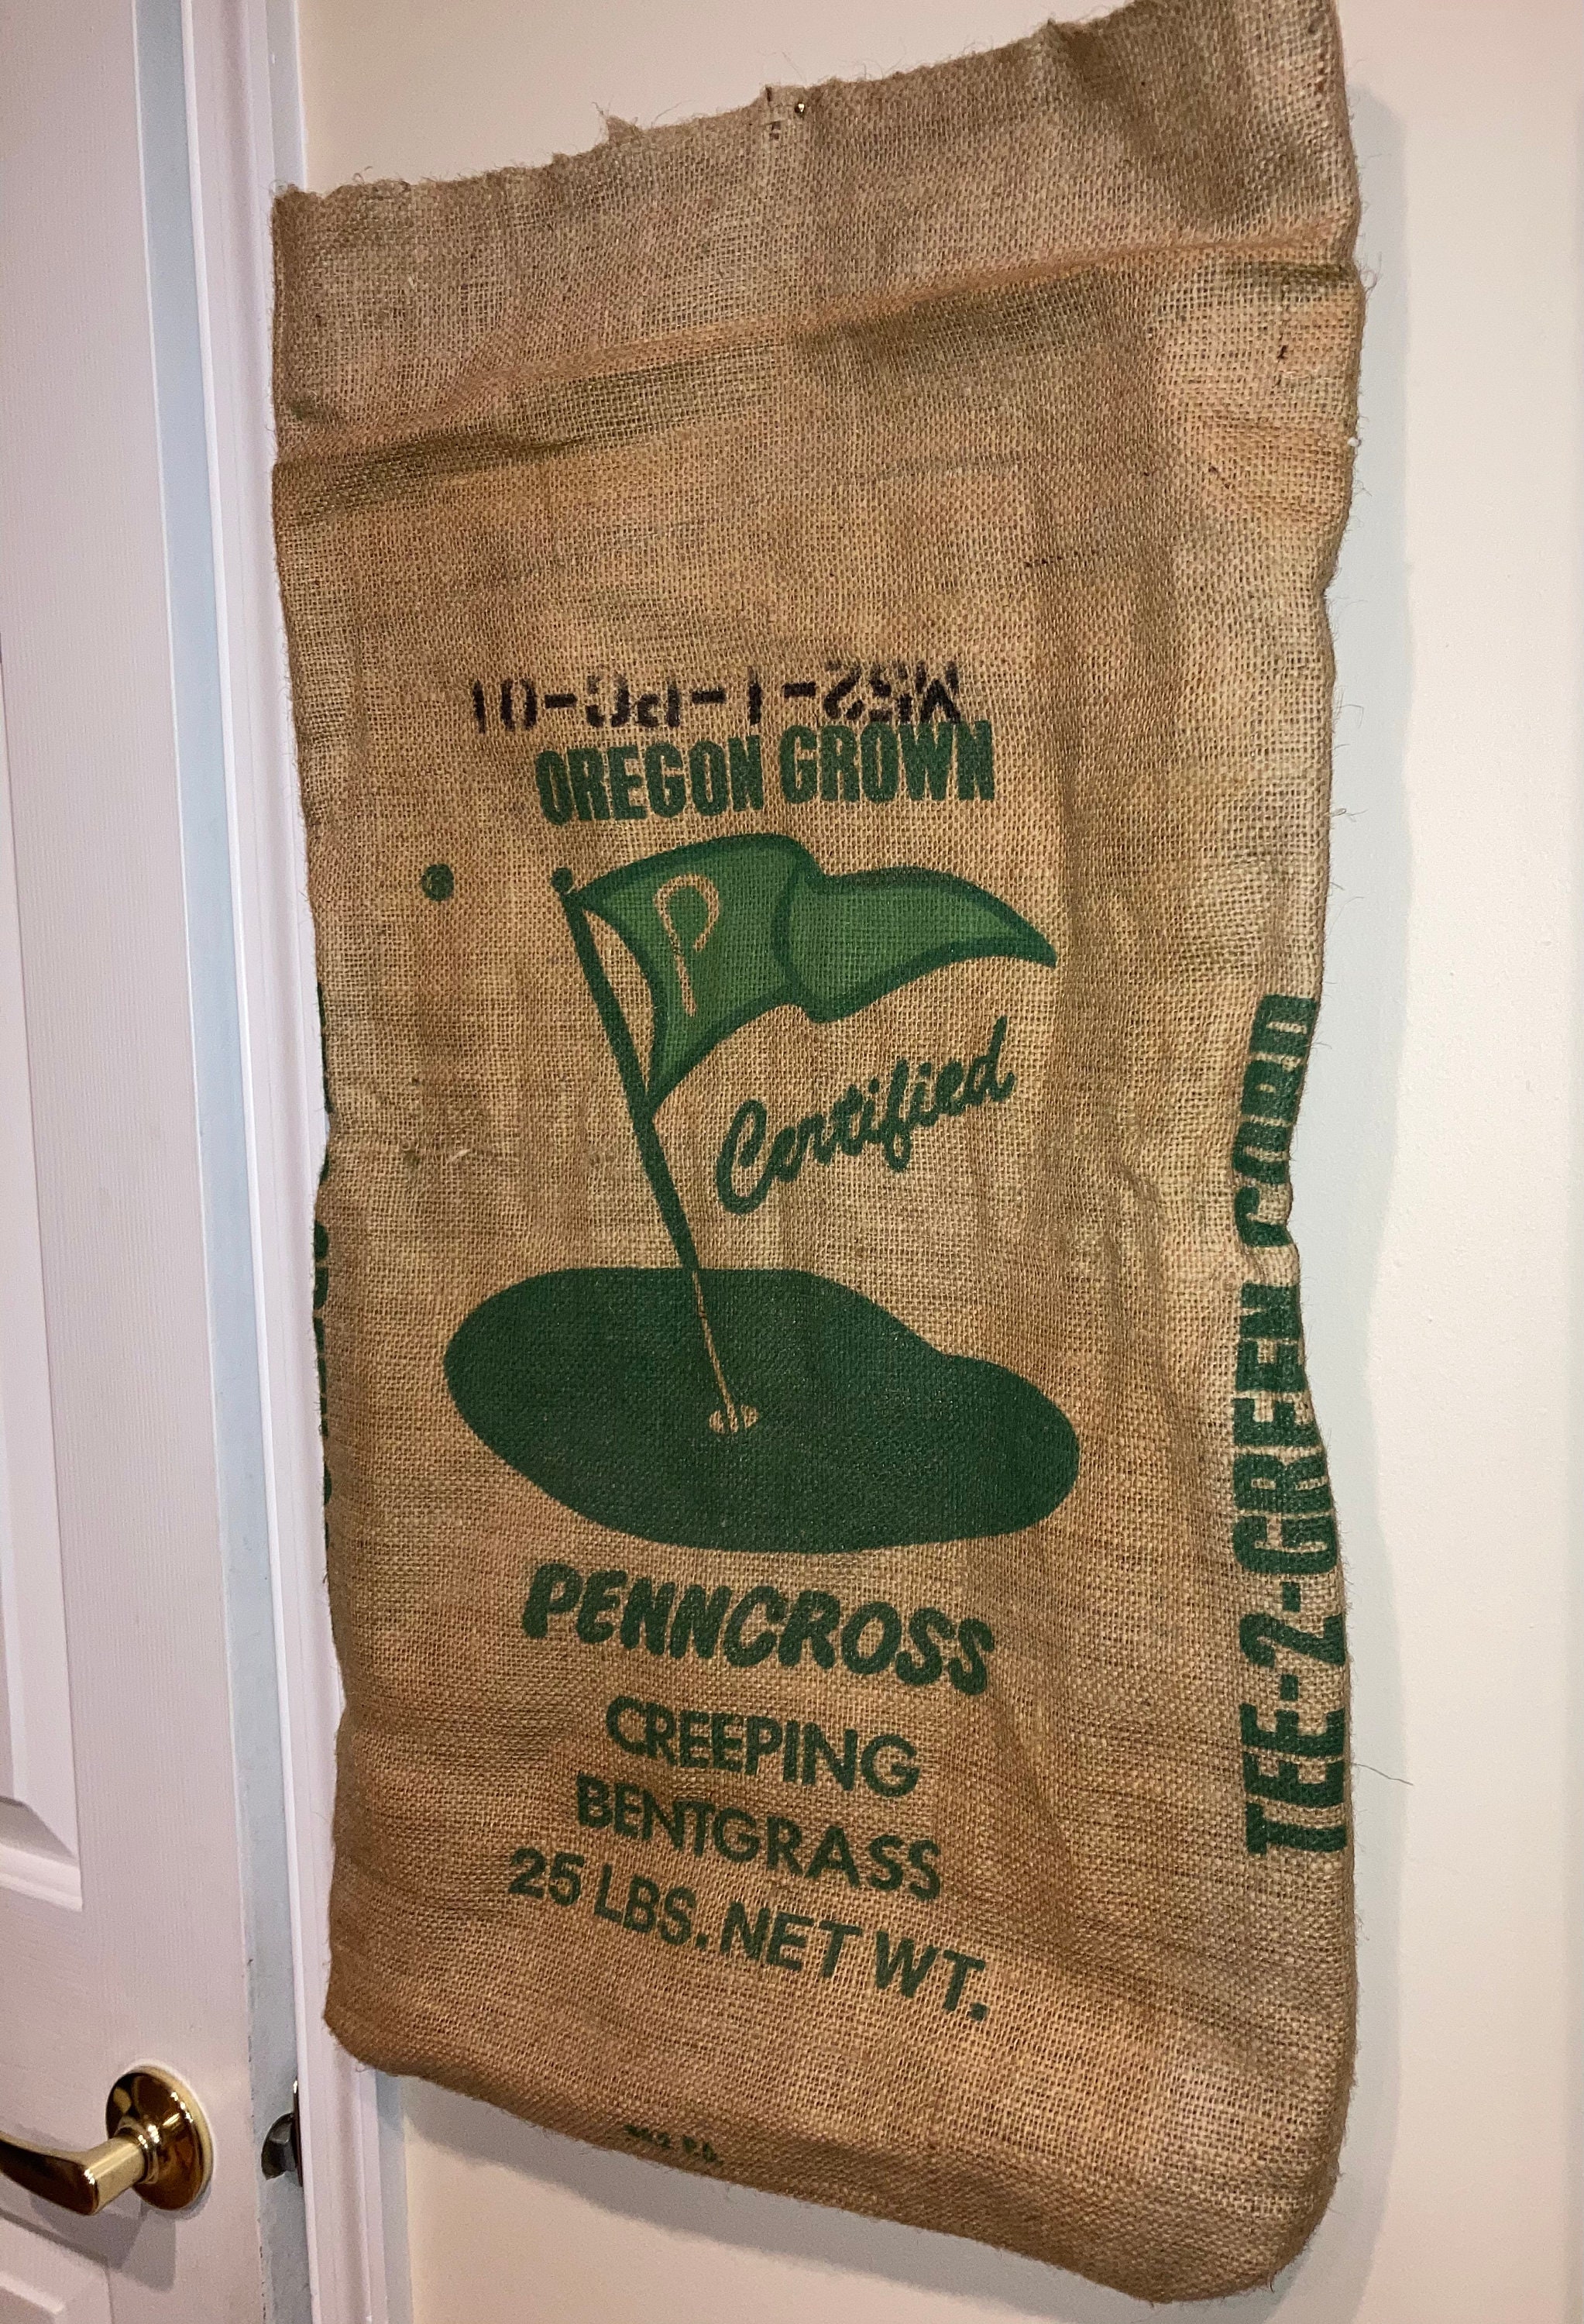 OREGON GROWN
P
Certified
PENNCROSS
CREEPING
BENTGRASS
25 LBS. NET WT.
TEE-2-GREEN CORP